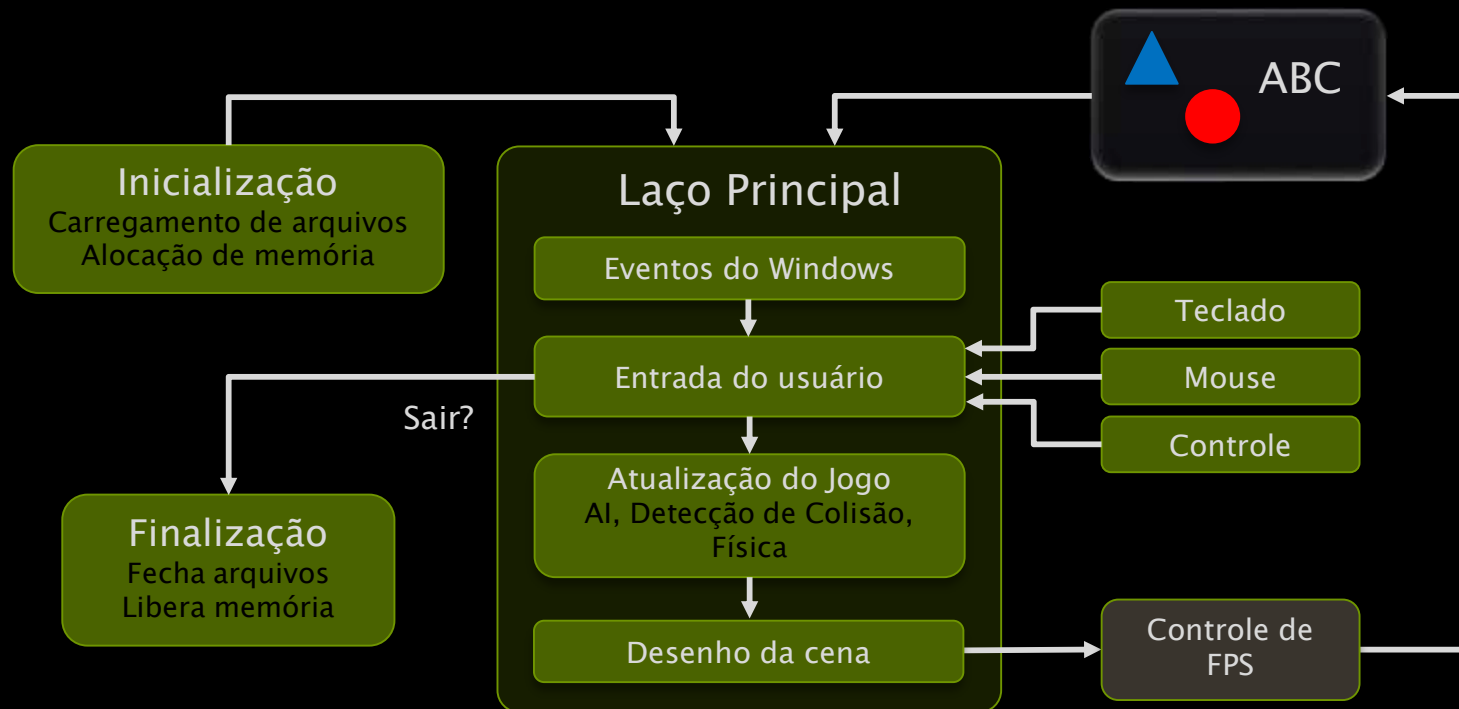 ABC
Inicialização
Carregamento de arquivos
Alocação de memória
Laço Principal
Eventos do Windows
Entrada do usuário
Teclado
Mouse
Controle
Sair?
Atualização do Jogo
AI, Detecção de Colisão,
Física
Finalização
Fecha arquivos
Libera memória
Desenho da cena
Controle de
FPS